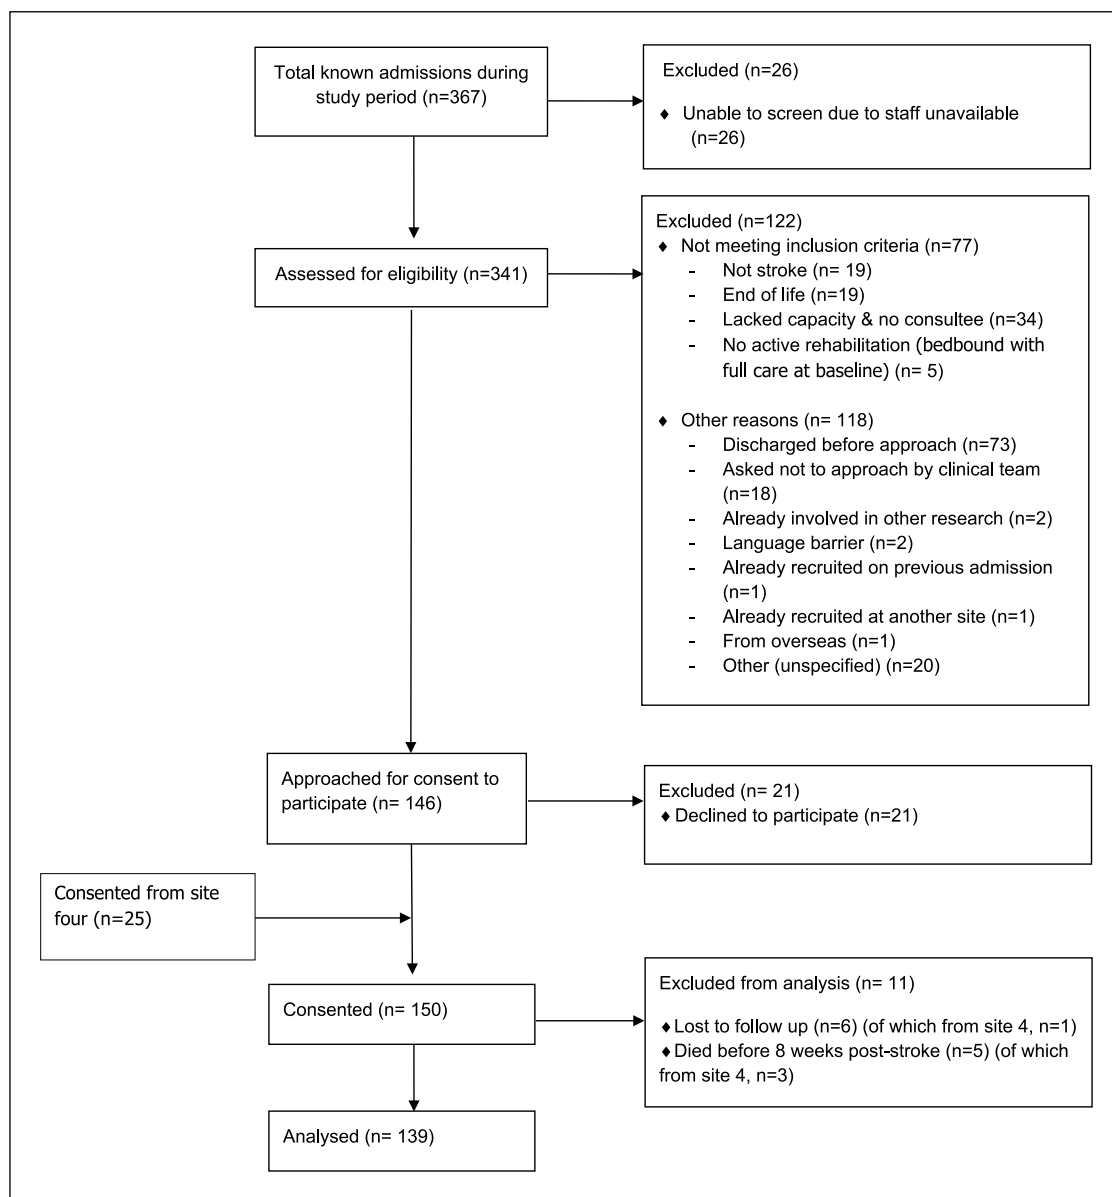 Total known admissions during
study period (n=367)
Excluded (n=26)
♦ Unable to screen due to staff unavailable
(n=26)
Assessed for eligibility (n=341)
Excluded (n=122)
♦ Not meeting inclusion criteria (n=77)
- Not stroke (n= 19)
- End of life (n=19)
- Lacked capacity & no consultee (n=34)
- No active rehabilitation (bedbound with
full care at baseline) (n= 5)
♦ Other reasons (n= 118)
- Discharged before approach (n=73)
- Asked not to approach by clinical team
(n=18)
- Already involved in other research (n=2)
- Language barrier (n=2)
- Already recruited on previous admission
(n=1)
- Already recruited at another site (n=1)
- From overseas (n=1)
- Other (unspecified) (n=20)
Approached for consent to
participate (n= 146)
Excluded (n= 21)
♦ Declined to participate (n=21)
Consented from site
four (n=25)
Consented (n= 150)
Excluded from analysis (n= 11)
♦Lost to follow up (n=6) (of which from site 4, n=1)
♦Died before 8 weeks post-stroke (n=5) (of which
from site 4, n=3)
Analysed (n= 139)